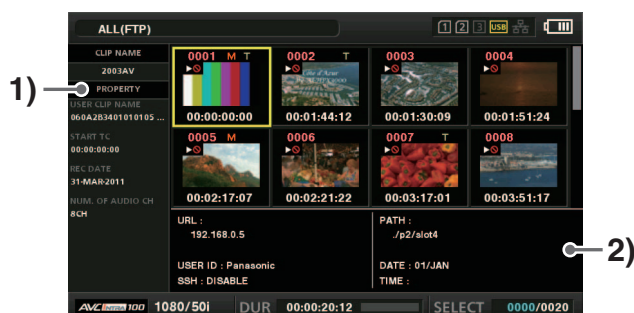 ALL(FTP)
1 2 3 USB
CLIP NAME
2003AV
PROPERTY
USER CLIP NAME
060A2B3401010105 ...
START TC
00:00:00:00
REC DATE
31-MAR-2011
NUM. OF AUDIO CH
8CH
1)
0001 M T
00:00:00:00
0002 T
Côte d'Azur
00:01:44:12
0003
00:01:30:09
0004
00:01:51:24
0005 M
00:02:17:07
0006
00:02:21:22
0007 T
00:03:17:01
0008
00:03:51:17
URL :
192.168.0.5
USER ID : Panasonic
SSH : DISABLE
PATH :
./p2/slot4
DATE : 01/JAN
TIME :
2)
AVC INTRA 100 1080/50i DUR 00:00:20:12 SELECT 0000/0020